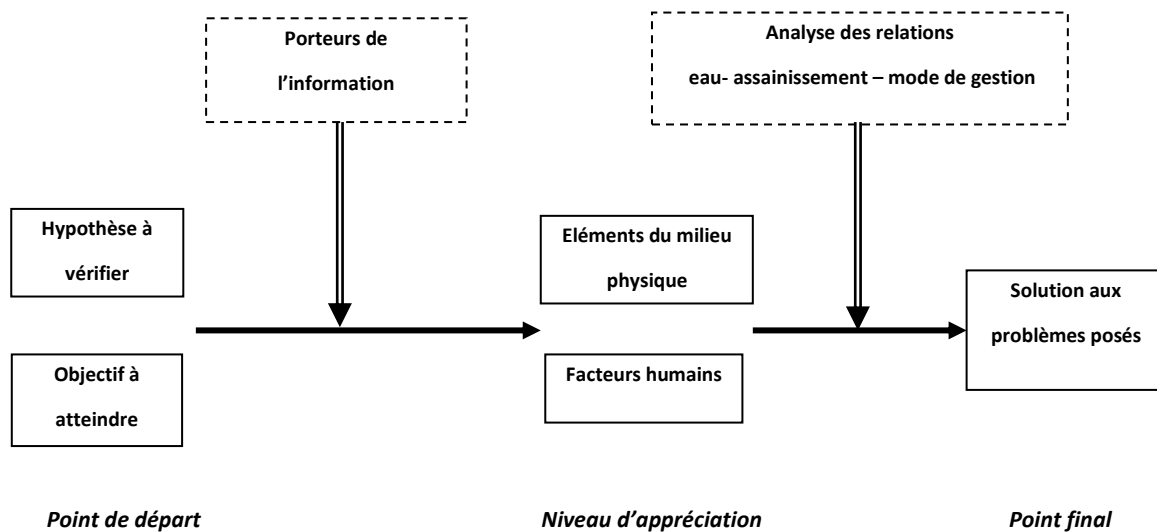 Porteurs de
l’information
Analyse des relations
eau- assainissement – mode de gestion
Hypothèse à
vérifier
Eléments du milieu
physique
Solution aux
problèmes posés
Objectif à
atteindre
Facteurs humains
Point de départ
Niveau d’appréciation
Point final